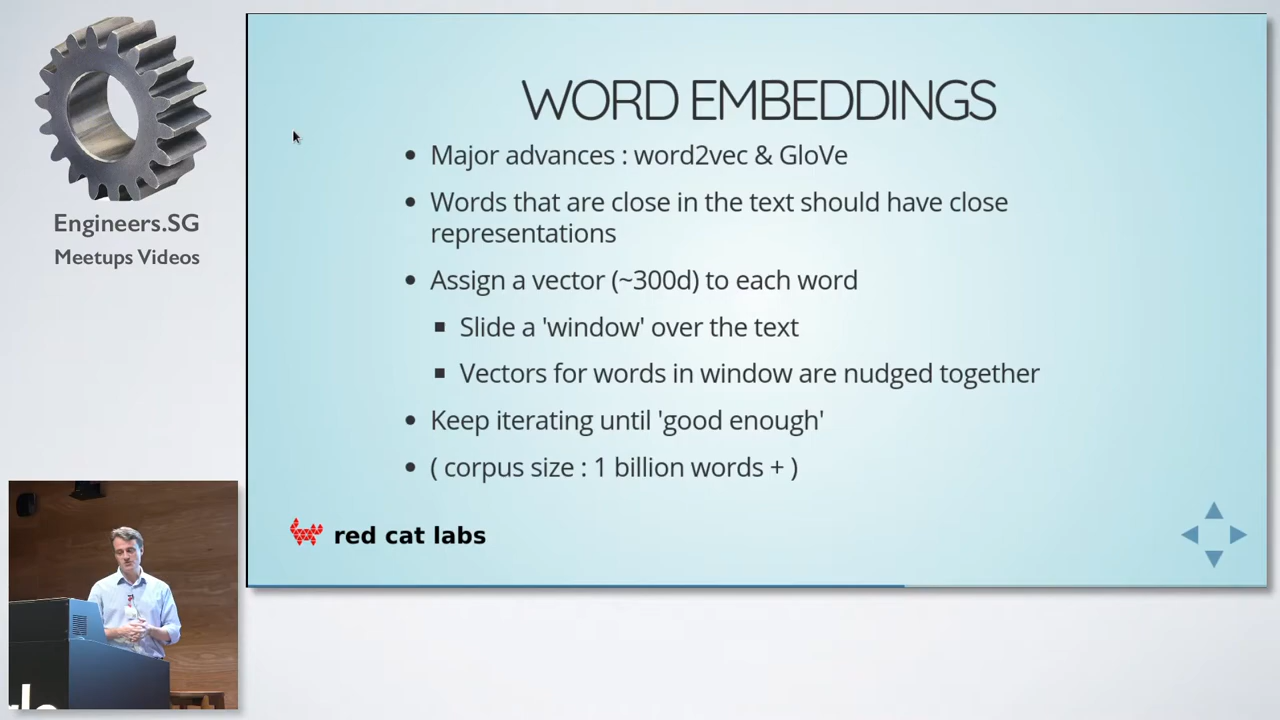 Engineers.SG
Meetups Videos
WORD EMBEDDINGS
Major advances : word2vec & GloVe
Words that are close in the text should have close
representations
Assign a vector (~300d) to each word
Slide a 'window' over the text
Vectors for words in window are nudged together
Keep iterating until 'good enough'
( corpus size : 1 billion words + )
red cat labs